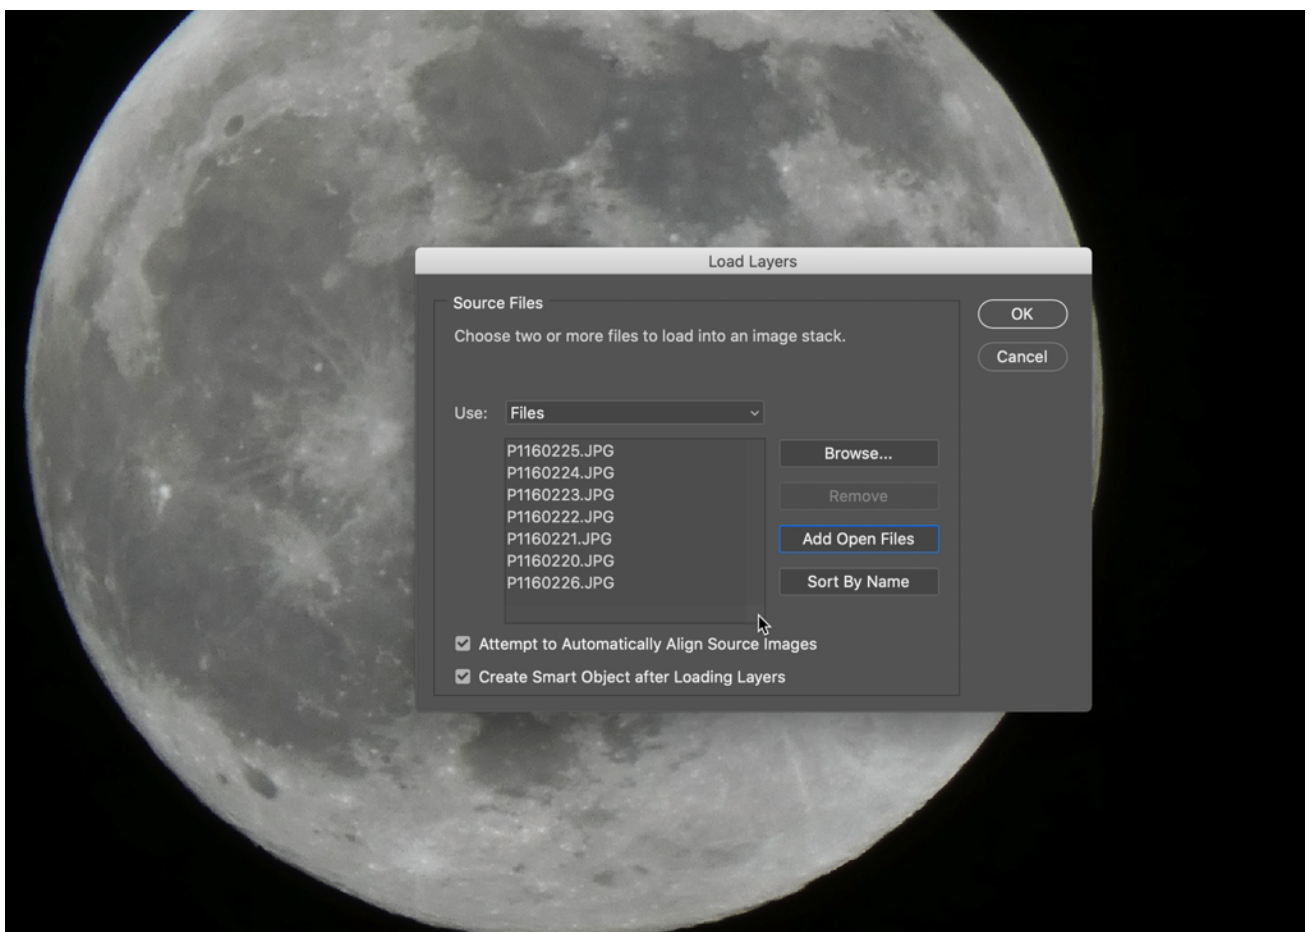 Load Layers
Source Files
Choose two or more files to load into an image stack.
OK
Cancel
Use: Files
P1160225.JPG
P1160224.JPG
P1160223.JPG
P1160222.JPG
P1160221.JPG
P1160220.JPG
P1160226.JPG
Browse...
Remove
Add Open Files
Sort By Name
Attempt to Automatically Align Source Images
Create Smart Object after Loading Layers